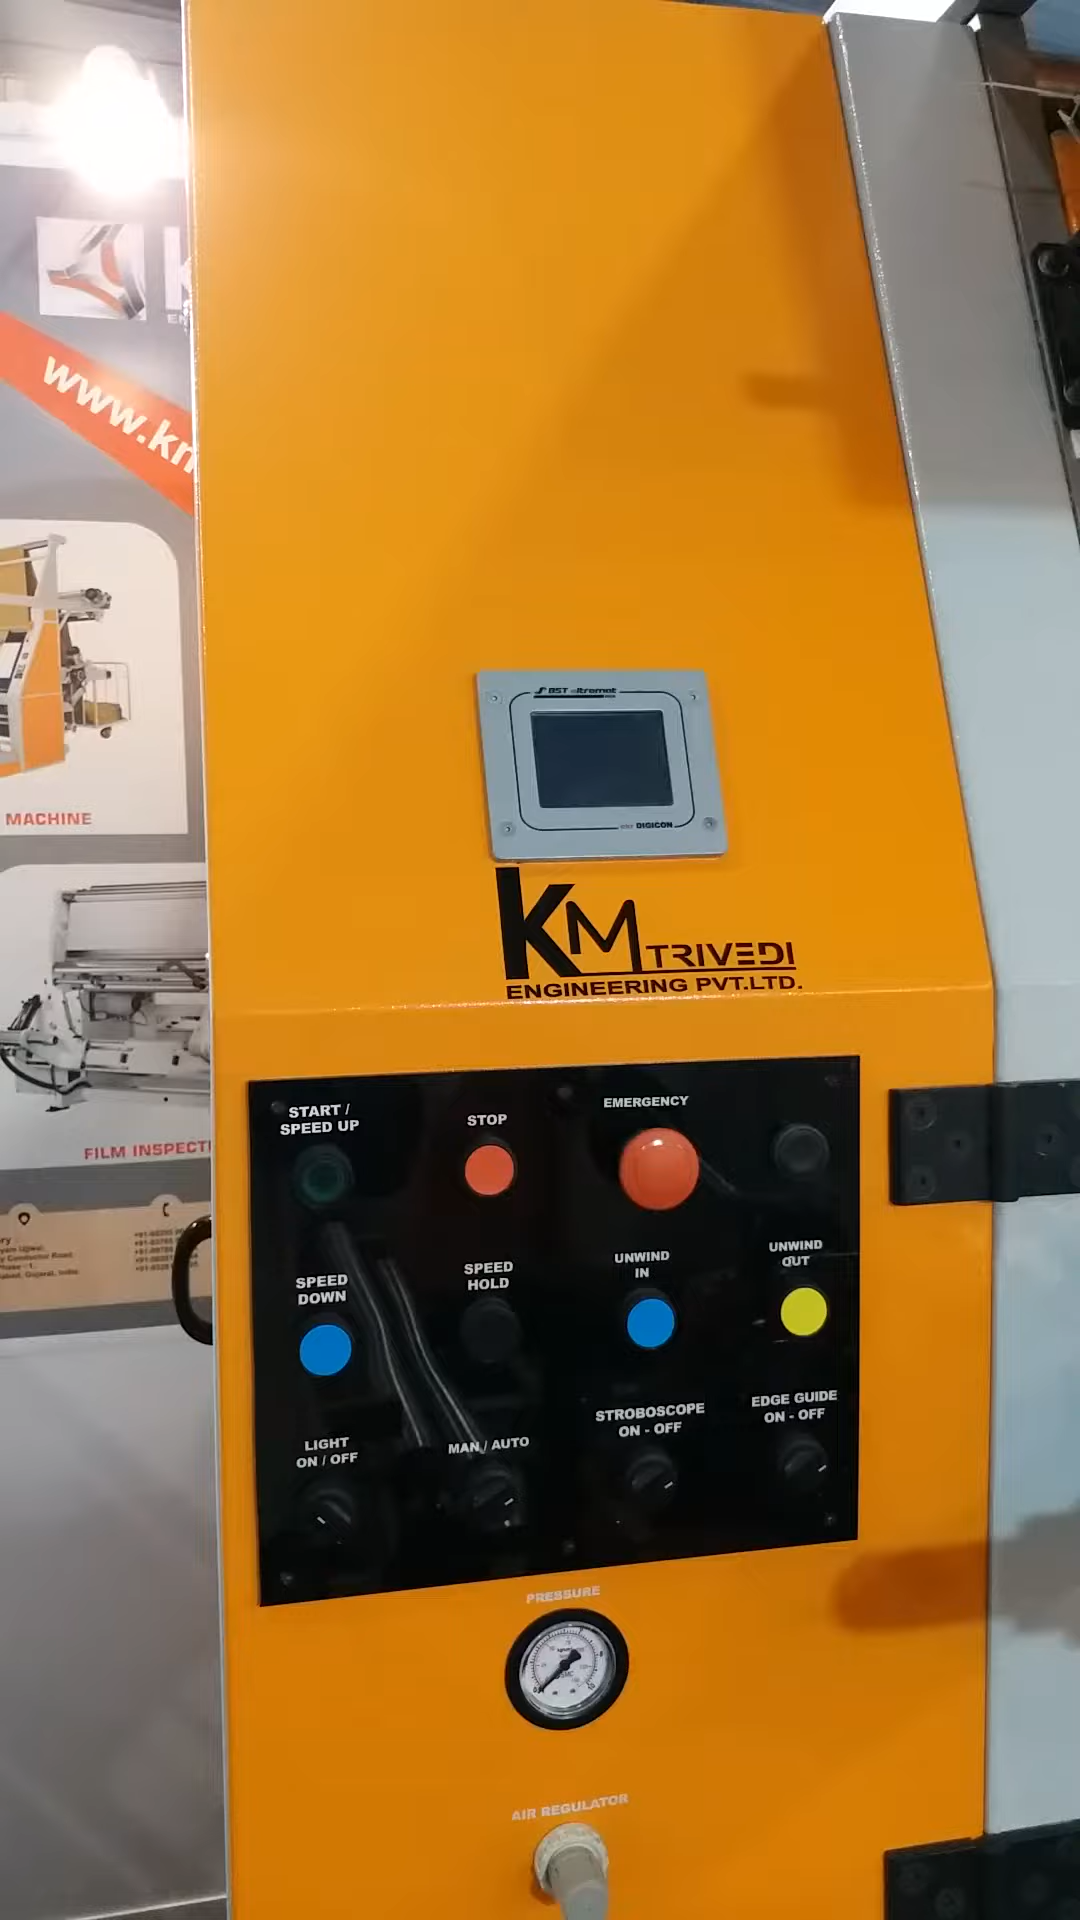 www.km
MACHINE
FILM INSPECTI
BST eltromat
DIGICON
KM TRIVEDI
ENGINEERING PVT.LTD.
START /
SPEED UP
STOP
EMERGENCY
SPEED
DOWN
SPEED
HOLD
UNWIND
IN
UNWIND
OUT
LIGHT
ON / OFF
MAN / AUTO
STROBOSCOPE
ON - OFF
EDGE GUIDE
ON - OFF
PRESSURE
SMC
AIR REGULATOR